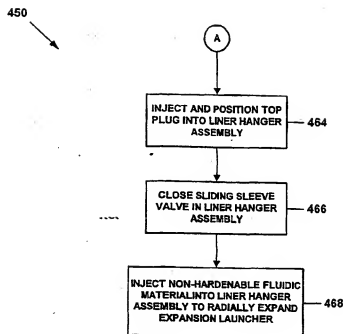 450
A
INJECT AND POSITION TOP
PLUG INTO LINER HANGER
ASSEMBLY
464
CLOSE SLIDING SLEEVE
VALVE IN LINER HANGER
ASSEMBLY
466
INJECT NON-HARDENABLE FLUIDIC
MATERIALINTO LINER HANGER
ASSEMBLY TO RADIALLY EXPAND
EXPANSION LAUNCHER
468